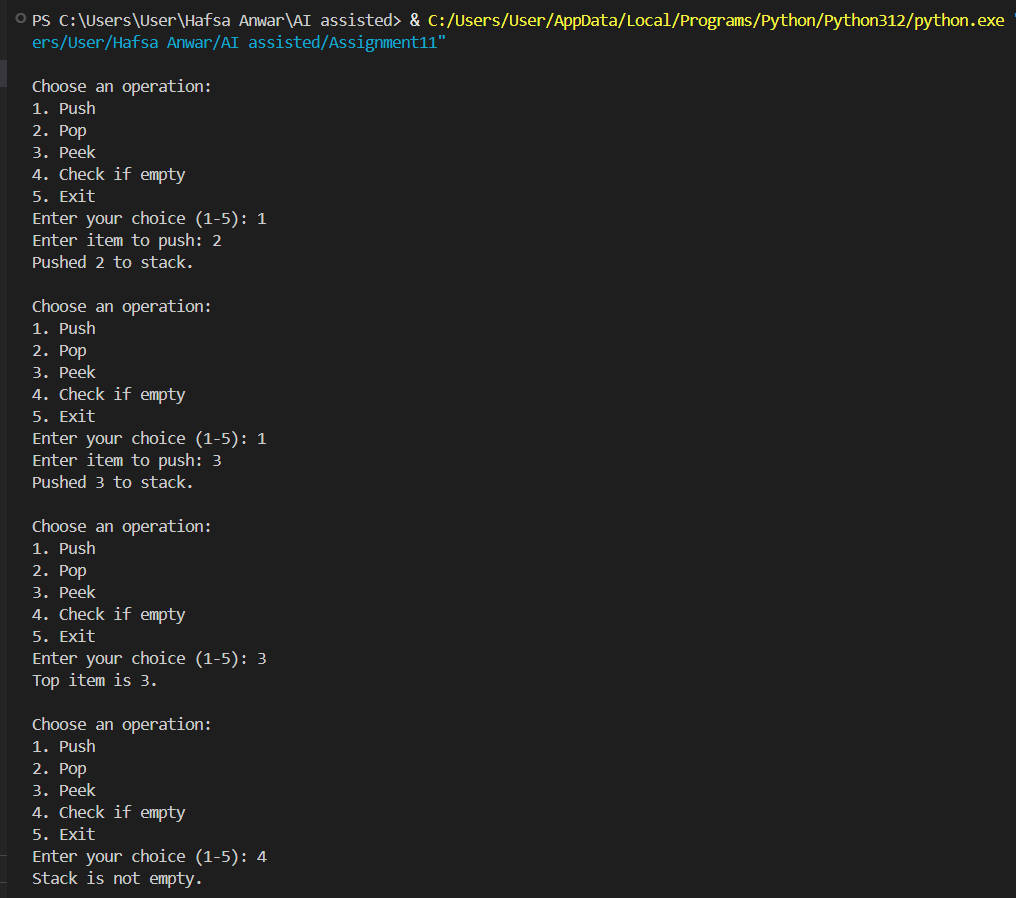 PS C:\Users\User\Hafsa Anwar\AI assisted> & C:/Users/User/AppData/Local/Programs/Python/Python312/python.exe "
ers/User/Hafsa Anwar/AI assisted/Assignment11"
Choose an operation:
1. Push
2. Pop
3. Peek
4. Check if empty
5. Exit
Enter your choice (1-5): 1
Enter item to push: 2
Pushed 2 to stack.
Choose an operation:
1. Push
2. Pop
3. Peek
4. Check if empty
5. Exit
Enter your choice (1-5): 1
Enter item to push: 3
Pushed 3 to stack.
Choose an operation:
1. Push
2. Pop
3. Peek
4. Check if empty
5. Exit
Enter your choice (1-5): 3
Top item is 3.
Choose an operation:
1. Push
2. Pop
3. Peek
4. Check if empty
5. Exit
Enter your choice (1-5): 4
Stack is not empty.